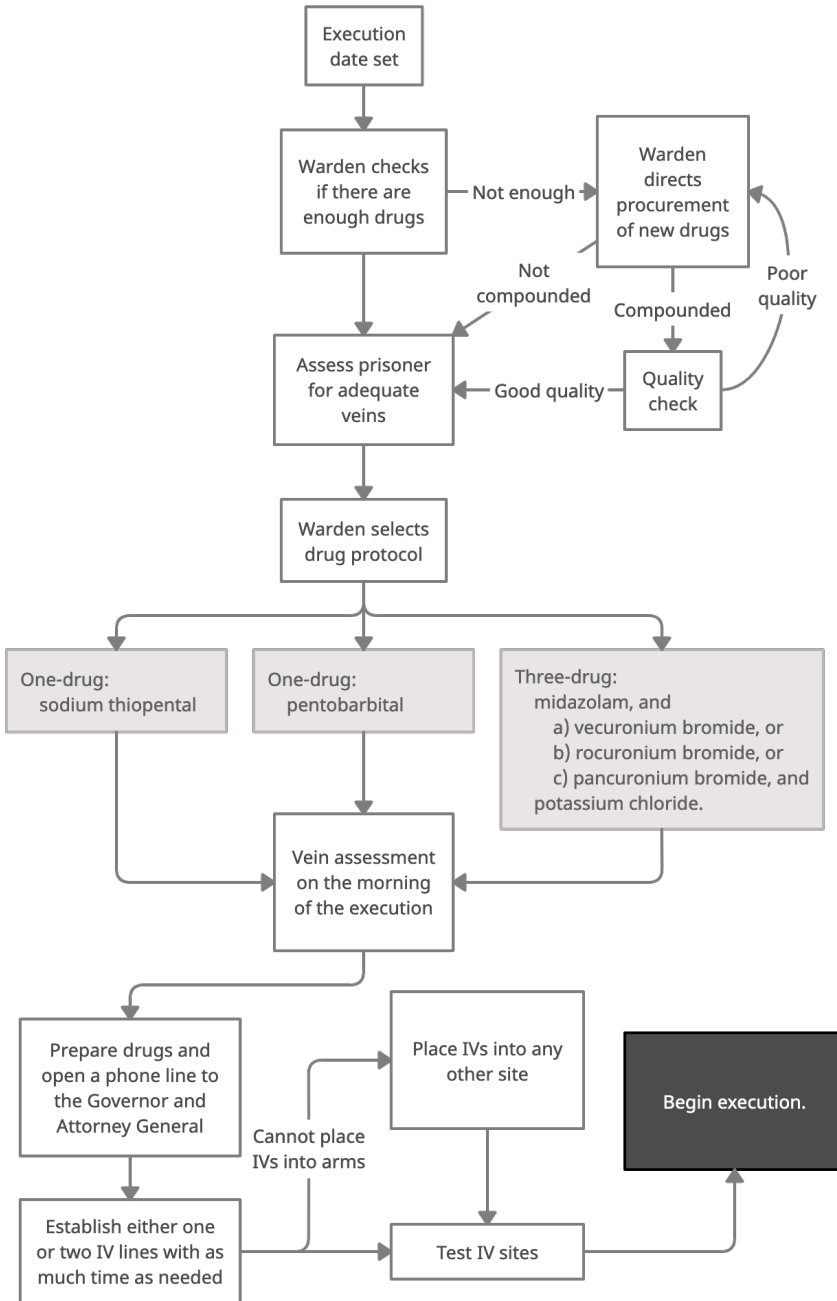 Execution
date set
Warden checks
if there are
enough drugs
Not enough
Warden
directs
procurement
of new drugs
Not
compounded
Compounded
Poor
quality
Assess prisoner
for adequate
veins
Good quality
Quality
check
Warden selects
drug protocol
One-drug:
sodium thiopental
One-drug:
pentobarbital
Three-drug:
midazolam, and
a) vecuronium bromide, or
b) rocuronium bromide, or
c) pancuronium bromide, and
potassium chloride.
Vein assessment
on the morning
of the execution
Prepare drugs and
open a phone line to
the Governor and
Attorney General
Cannot place
IVs into arms
Place IVs into any
other site
Begin execution.
Establish either one
or two IV lines with as
much time as needed
Test IV sites